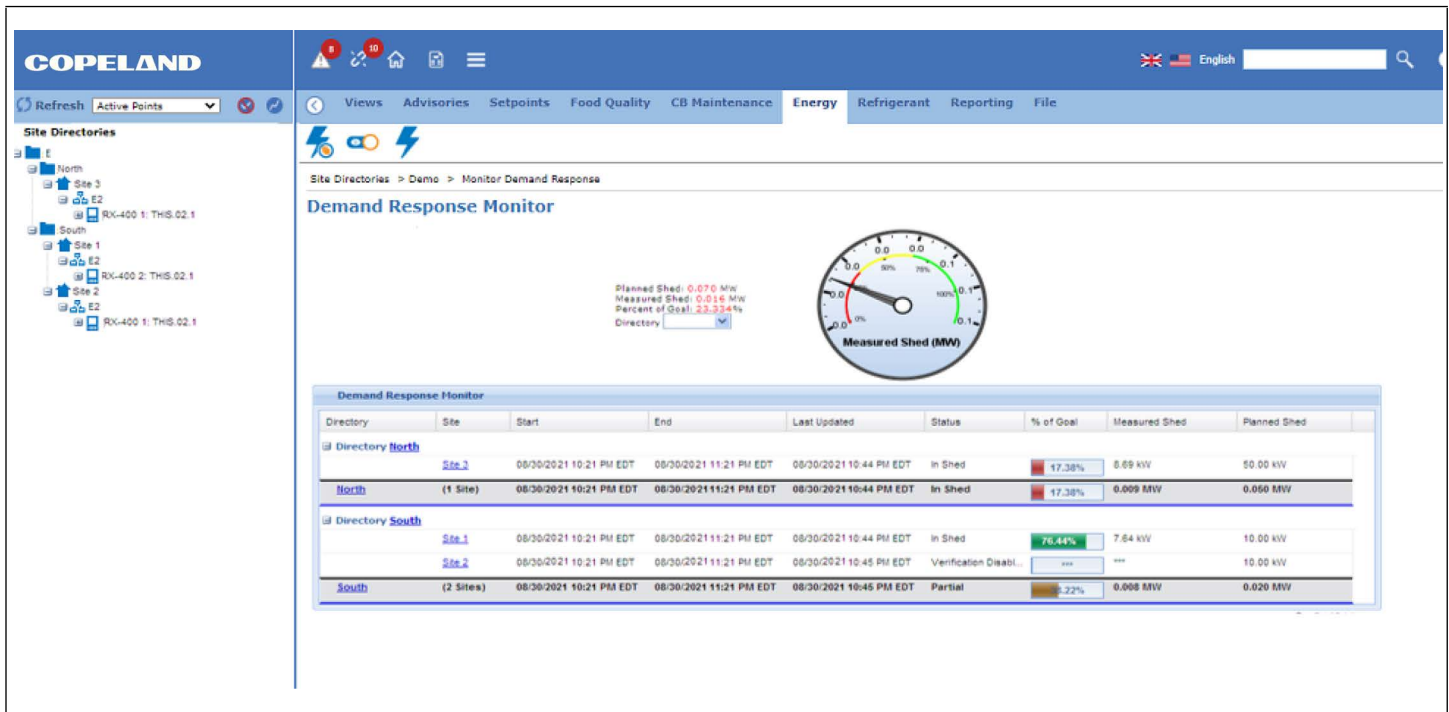 COPELAND
8
10
English
Refresh Active Points
Views Advisories Setpoints Food Quality CB Maintenance Energy Refrigerant Reporting File
Site Directories
E
North
Site 3
E2
RX-400 1: THIS.02.1
South
Site 1
E2
RX-400 2: THIS.02.1
Site 2
E2
RX-400 1: THIS.02.1
Site Directories > Demo > Monitor Demand Response
Demand Response Monitor
Planned Shed: 0.070 MW
Measured Shed: 0.016 MW
Percent of Goal: 23.334%
Directory
0.0 0.0
0.0 50% 75% 0.1
0.0 100% 0.1
0.0 0% 0.1
Measured Shed (MW)
Demand Response Monitor
Directory Site Start End Last Updated Status % of Goal Measured Shed Planned Shed
Directory North
Site 3 08/30/2021 10:21 PM EDT 08/30/2021 11:21 PM EDT 08/30/2021 10:44 PM EDT In Shed 17.38% 8.69 kW 50.00 kW
North (1 Site) 08/30/2021 10:21 PM EDT 08/30/2021 11:21 PM EDT 08/30/2021 10:44 PM EDT In Shed 17.38% 0.009 MW 0.050 MW
Directory South
Site 1 08/30/2021 10:21 PM EDT 08/30/2021 11:21 PM EDT 08/30/2021 10:44 PM EDT In Shed 76.44% 7.64 kW 10.00 kW
Site 2 08/30/2021 10:21 PM EDT 08/30/2021 11:21 PM EDT 08/30/2021 10:45 PM EDT Verification Disabl... *** *** 10.00 kW
South (2 Sites) 08/30/2021 10:21 PM EDT 08/30/2021 11:21 PM EDT 08/30/2021 10:45 PM EDT Partial 0.008 MW 0.020 MW